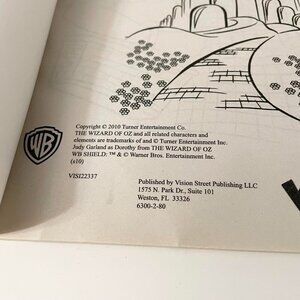 Copyright © 2010 Turner Entertainment Co.
THE WIZARD OF OZ and all related characters and
elements are trademarks of and © Turner Entertainment Inc.
Judy Garland as Dorothy from THE WIZARD OF OZ
WB SHIELD: ™ & © Warner Bros. Entertainment Inc.
(s10)
WB
VISI22337
Published by Vision Street Publishing LLC
1575 N. Park Dr., Suite 101
Weston, FL 33326
6300-2-80